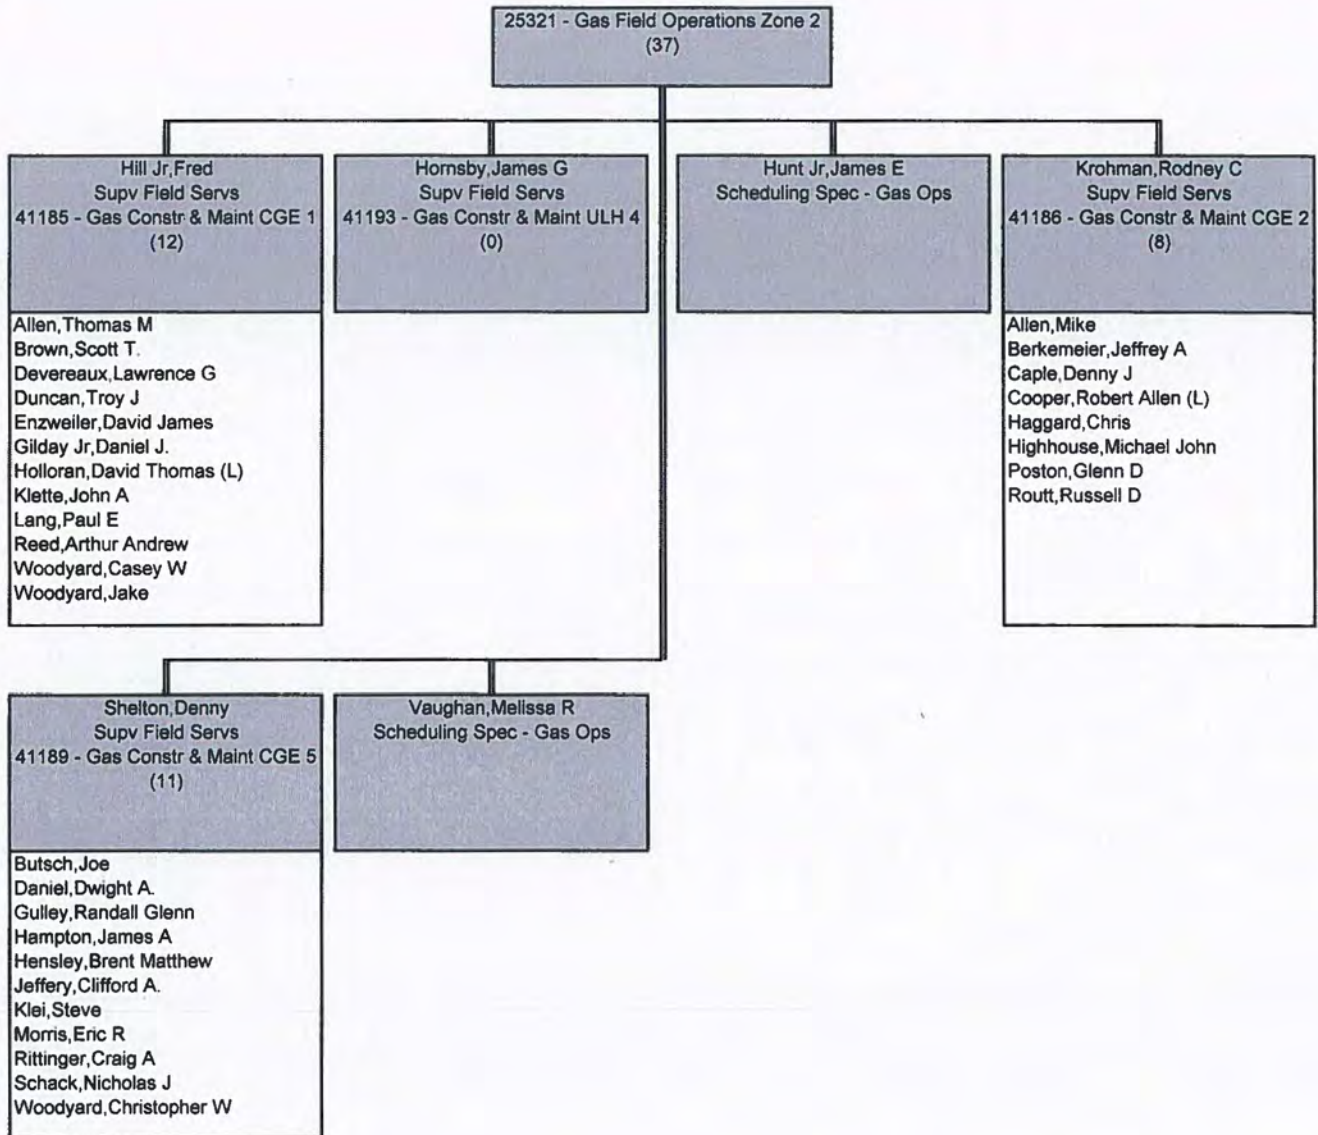 25321 - Gas Field Operations Zone 2
(37)
Hill Jr,Fred
Supv Field Servs
41185 - Gas Constr & Maint CGE 1
(12)
Allen,Thomas M
Brown,Scott T.
Devereaux,Lawrence G
Duncan,Troy J
Enzweiler,David James
Gilday Jr,Daniel J.
Holloran,David Thomas (L)
Klette,John A
Lang,Paul E
Reed,Arthur Andrew
Woodyard,Casey W
Woodyard,Jake
Hornsby,James G
Supv Field Servs
41193 - Gas Constr & Maint ULH 4
(0)
Hunt Jr,James E
Scheduling Spec - Gas Ops
Krohman,Rodney C
Supv Field Servs
41186 - Gas Constr & Maint CGE 2
(8)
Allen,Mike
Berkemeier,Jeffrey A
Caple,Denny J
Cooper,Robert Allen (L)
Haggard,Chris
Highhouse,Michael John
Poston,Glenn D
Routt,Russell D
Shelton,Denny
Supv Field Servs
41189 - Gas Constr & Maint CGE 5
(11)
Butsch,Joe
Daniel,Dwight A.
Gulley,Randall Glenn
Hampton,James A
Hensley,Brent Matthew
Jeffery,Clifford A.
Klei,Steve
Morris,Eric R
Rittinger,Craig A
Schack,Nicholas J
Woodyard,Christopher W
Vaughan,Melissa R
Scheduling Spec - Gas Ops